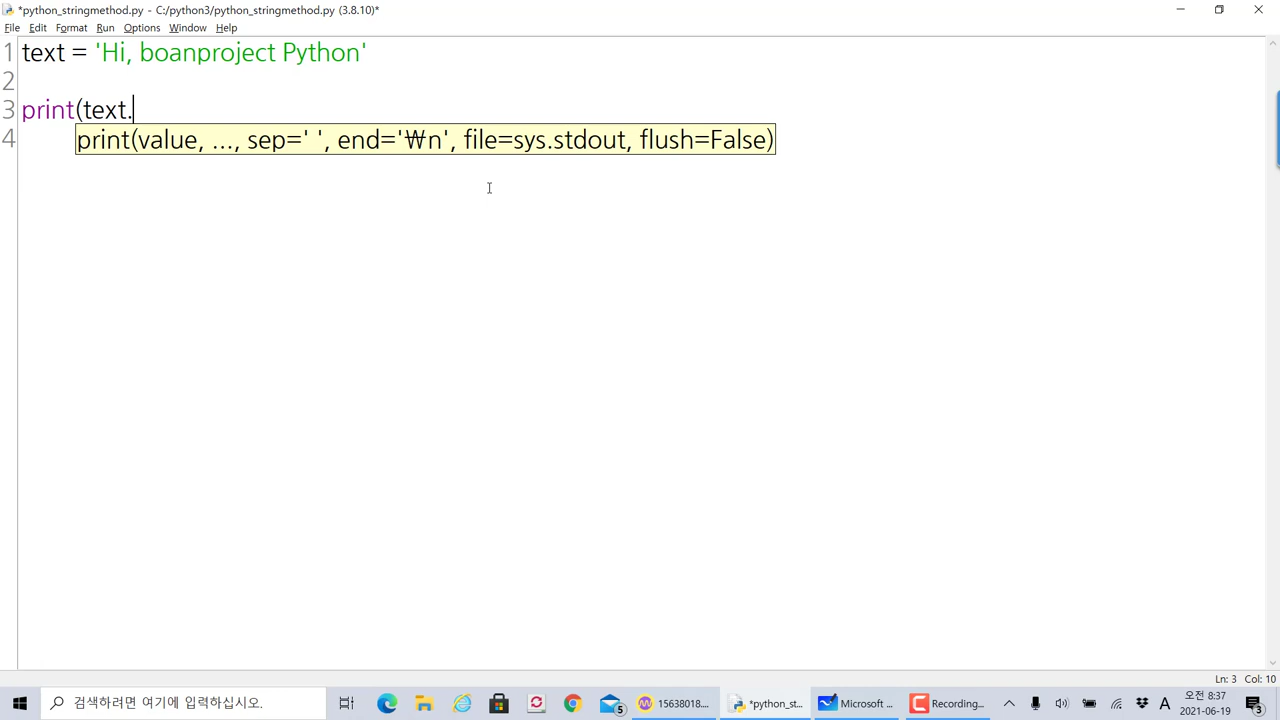 *python_stringmethod.py - C:/python3/python_stringmethod.py (3.8.10)*
File Edit Format Run Options Window Help
1 text = 'Hi, boanproject Python'
2
3 print(text.
print(value, ..., sep=' ', end='₩n', file=sys.stdout, flush=False)
4
Ln: 3 Col: 10
검색하려면 여기에 입력하십시오.
5
15638018...
*python_st...
Microsoft ...
Recording...
A
오전 8:37
2021-06-19
3